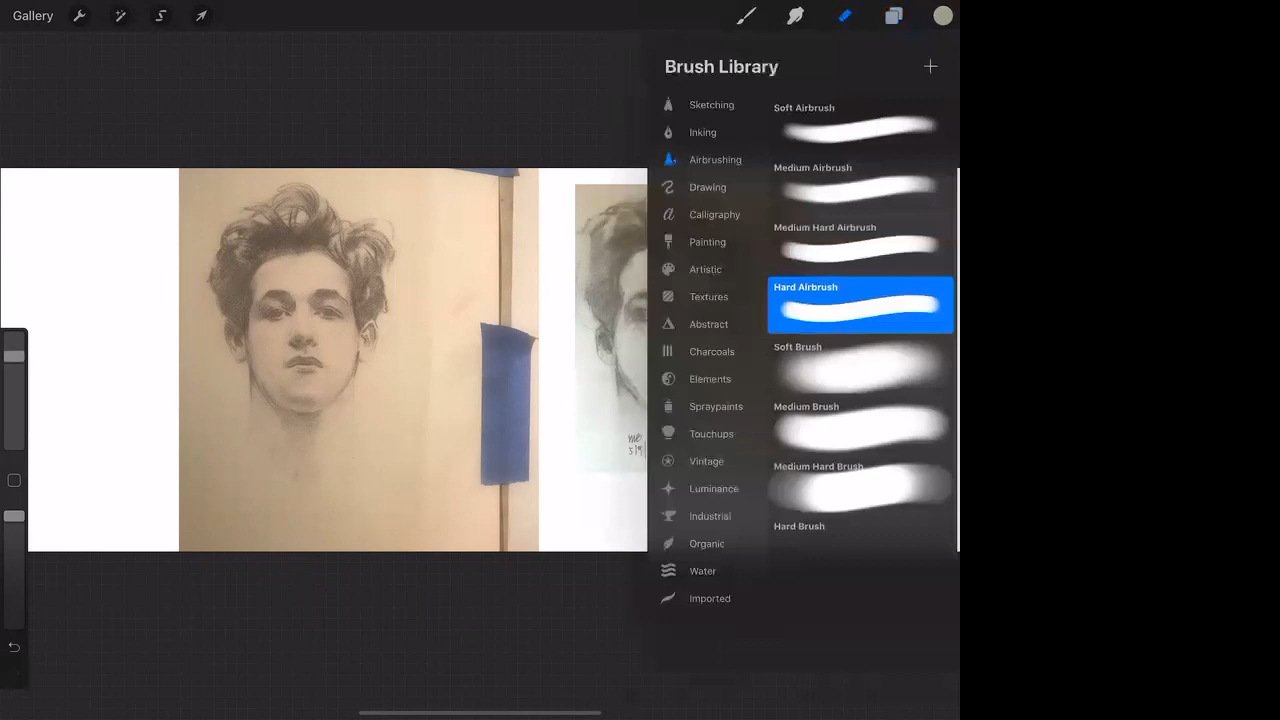 Gallery
Brush Library
Sketching
Inking
Airbrushing
Drawing
Calligraphy
Painting
Artistic
Textures
Abstract
Charcoals
Elements
Spraypaints
Touchups
Vintage
Luminance
Industrial
Organic
Water
Imported
Soft Airbrush
Medium Airbrush
Medium Hard Airbrush
Hard Airbrush
Soft Brush
Medium Brush
Medium Hard Brush
Hard Brush